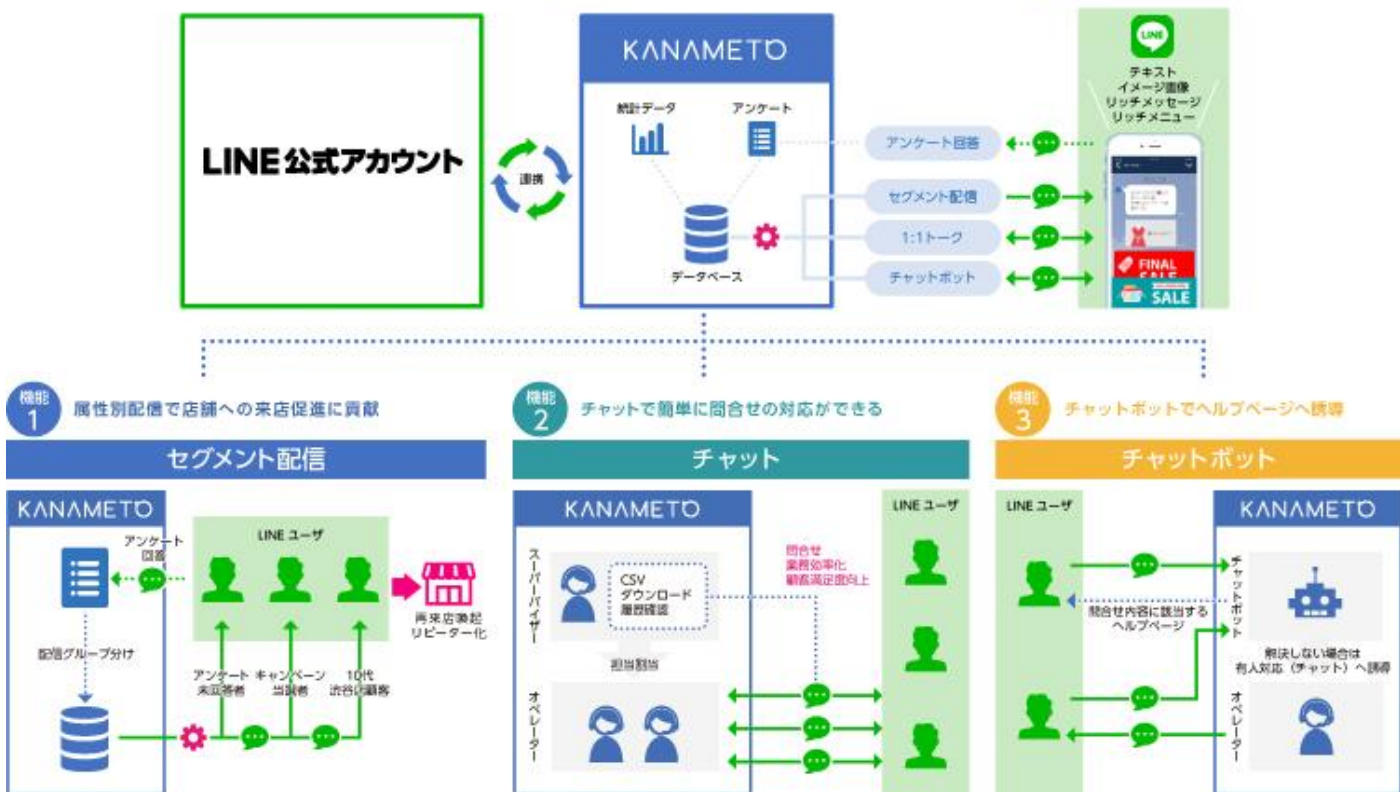 LINE公式アカウント
連携
KANAMETO
統計データ
アンケート
データベース
アンケート回答
セグメント配信
1:1トーク
チャットボット
LINE
テキスト
イメージ画像
リッチメッセージ
リッチメニュー
FINAL
SALE
SALE
機能
1
属性別配信で店舗への来店促進に貢献
セグメント配信
KANAMETO
アンケート
回答
配信グループ分け
LINE ユーザ
再来店喚起
リピーター化
アンケート
未回答者
キャンペーン
当選者
10代
渋谷店顧客
機能
2
チャットで簡単に問合せの対応ができる
チャット
KANAMETO
スーパーバイザー
CSV
ダウンロード
履歴確認
担当割当
オペレーター
問合せ
業務効率化
顧客満足度向上
LINE ユーザ
機能
3
チャットボットでヘルプページへ誘導
チャットボット
LINE ユーザ
KANAMETO
チャットボット
問合せ内容に該当する
ヘルプページ
解決しない場合は
有人対応（チャット）へ誘導
オペレーター